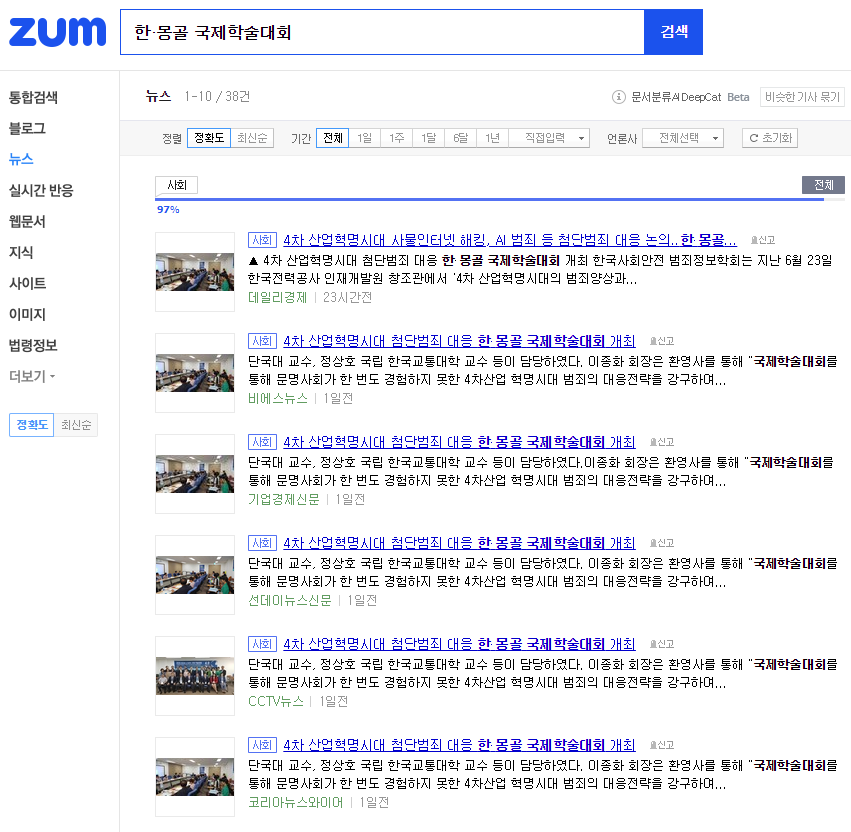 zum
한·몽골 국제학술대회
검색
통합검색
블로그
뉴스
실시간 반응
웹문서
지식
사이트
이미지
법령정보
더보기
정확도 최신순
뉴스 1-10 / 38건
문서분류AI DeepCat Beta 비슷한기사 묶기
정렬 정확도 최신순 기간 전체 1일 1주 1달 6달 1년 직접입력 언론사 전체선택 초기화
사회 전체
97%
사회 4차 산업혁명시대 사물인터넷 해킹, AI 범죄 등 첨단범죄 대응 논의.. 한·몽골... 신고
▲ 4차 산업혁명시대 첨단범죄 대응 한·몽골 국제학술대회 개최 한국사회안전 범죄정보학회는 지난 6월 23일
한국전력공사 인재개발원 창조관에서 '4차 산업혁명시대의 범죄양상과...
데일리경제 | 23시간전
사회 4차 산업혁명시대 첨단범죄 대응 한·몽골 국제학술대회 개최 신고
단국대 교수, 정상호 국립 한국교통대학 교수 등이 담당하였다. 이종화 회장은 환영사를 통해 "국제학술대회를
통해 문명사회가 한 번도 경험하지 못한 4차산업 혁명시대 범죄의 대응전략을 강구하며...
비에스뉴스 | 1일전
사회 4차 산업혁명시대 첨단범죄 대응 한·몽골 국제학술대회 개최 신고
단국대 교수, 정상호 국립 한국교통대학 교수 등이 담당하였다.이종화 회장은 환영사를 통해 "국제학술대회를
통해 문명사회가 한 번도 경험하지 못한 4차산업 혁명시대 범죄의 대응전략을 강구하며...
기업경제신문 | 1일전
사회 4차 산업혁명시대 첨단범죄 대응 한·몽골 국제학술대회 개최 신고
단국대 교수, 정상호 국립 한국교통대학 교수 등이 담당하였다. 이종화 회장은 환영사를 통해 "국제학술대회를
통해 문명사회가 한 번도 경험하지 못한 4차산업 혁명시대 범죄의 대응전략을 강구하며...
선데이뉴스신문 | 1일전
사회 4차 산업혁명시대 첨단범죄 대응 한·몽골 국제학술대회 개최 신고
단국대 교수, 정상호 국립 한국교통대학 교수 등이 담당하였다. 이종화 회장은 환영사를 통해 "국제학술대회를
통해 문명사회가 한 번도 경험하지 못한 4차산업 혁명시대 범죄의 대응전략을 강구하며...
CCTV뉴스 | 1일전
사회 4차 산업혁명시대 첨단범죄 대응 한·몽골 국제학술대회 개최 신고
단국대 교수, 정상호 국립 한국교통대학 교수 등이 담당하였다. 이종화 회장은 환영사를 통해 "국제학술대회를
통해 문명사회가 한 번도 경험하지 못한 4차산업 혁명시대 범죄의 대응전략을 강구하며...
코리아뉴스와이어 | 1일전